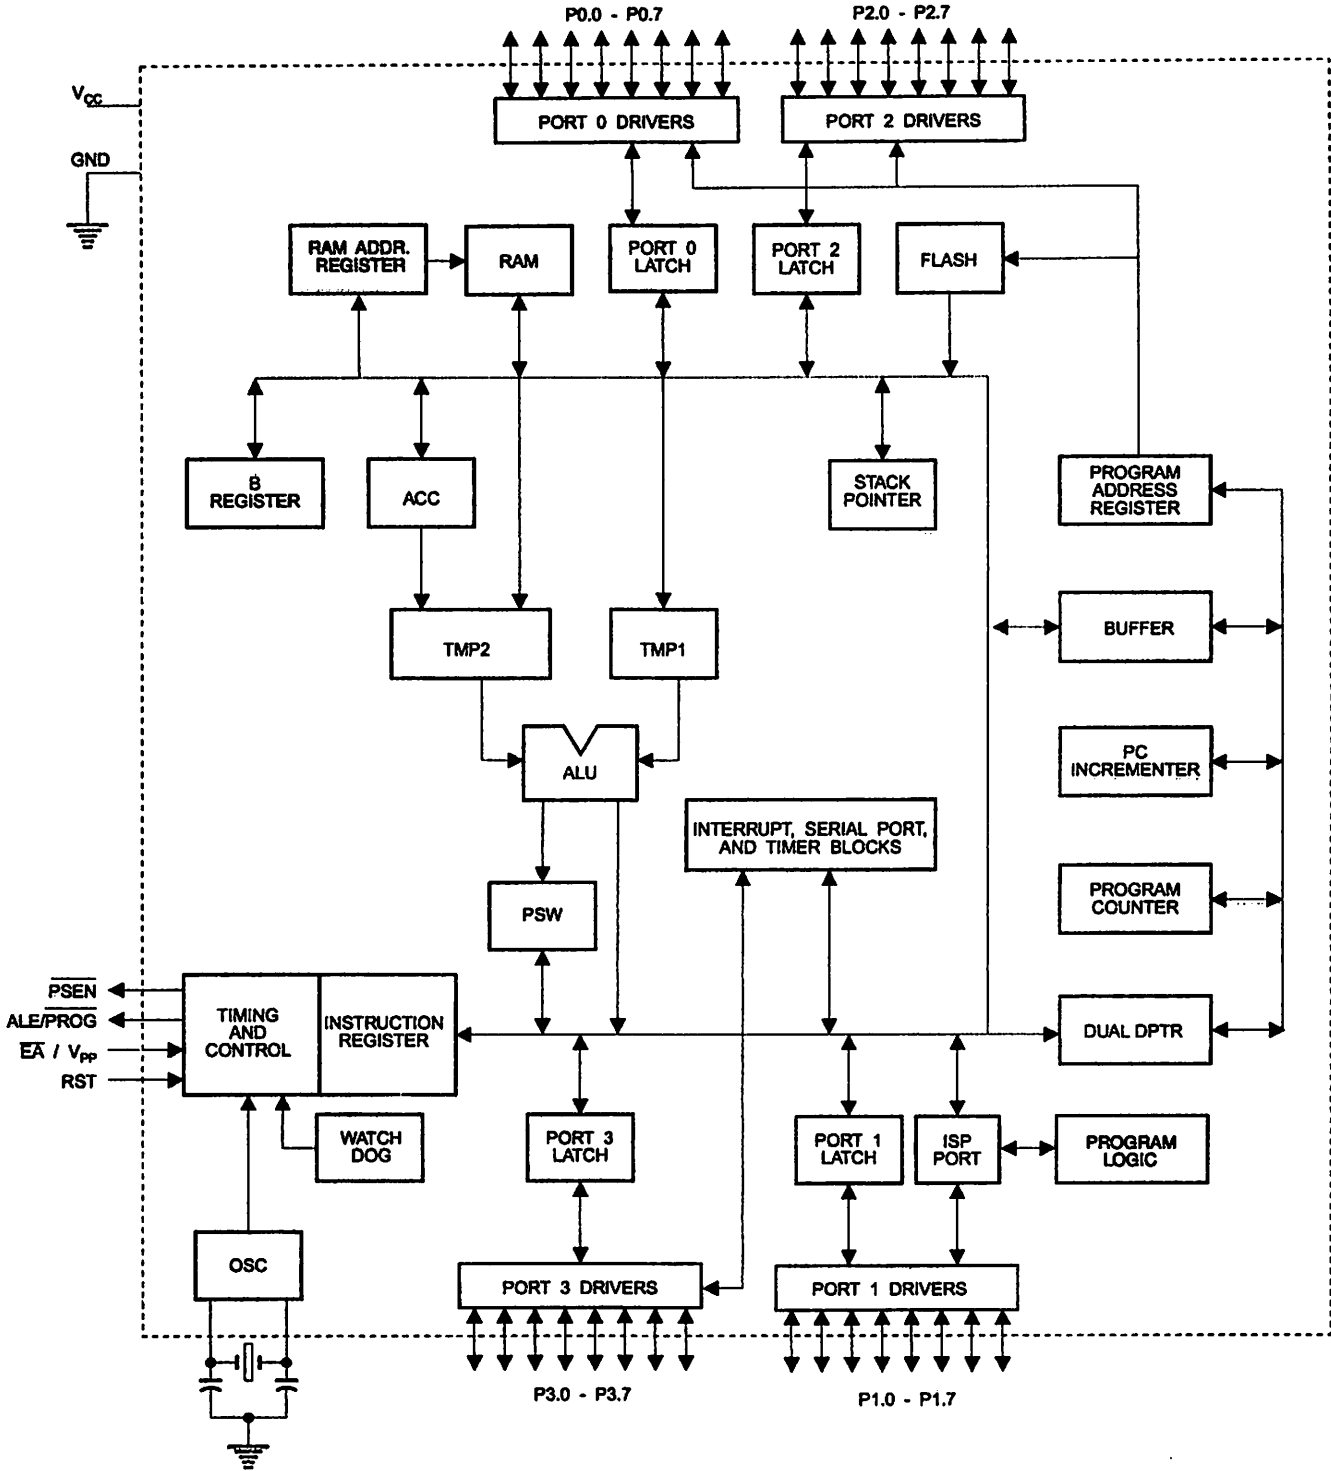 P0.0 - P0.7
P2.0 - P2.7
VCC
GND
PORT 0 DRIVERS
PORT 2 DRIVERS
RAM ADDR.
REGISTER
RAM
PORT 0
LATCH
PORT 2
LATCH
FLASH
B
REGISTER
ACC
STACK
POINTER
PROGRAM
ADDRESS
REGISTER
BUFFER
TMP2
TMP1
ALU
PC
INCREMENTER
INTERRUPT, SERIAL PORT,
AND TIMER BLOCKS
PSW
PROGRAM
COUNTER
PSEN
ALE/PROG
EA / VPP
RST
TIMING
AND
CONTROL
INSTRUCTION
REGISTER
DUAL DPTR
WATCH
DOG
PORT 3
LATCH
PORT 1
LATCH
ISP
PORT
PROGRAM
LOGIC
OSC
PORT 3 DRIVERS
PORT 1 DRIVERS
P3.0 - P3.7
P1.0 - P1.7